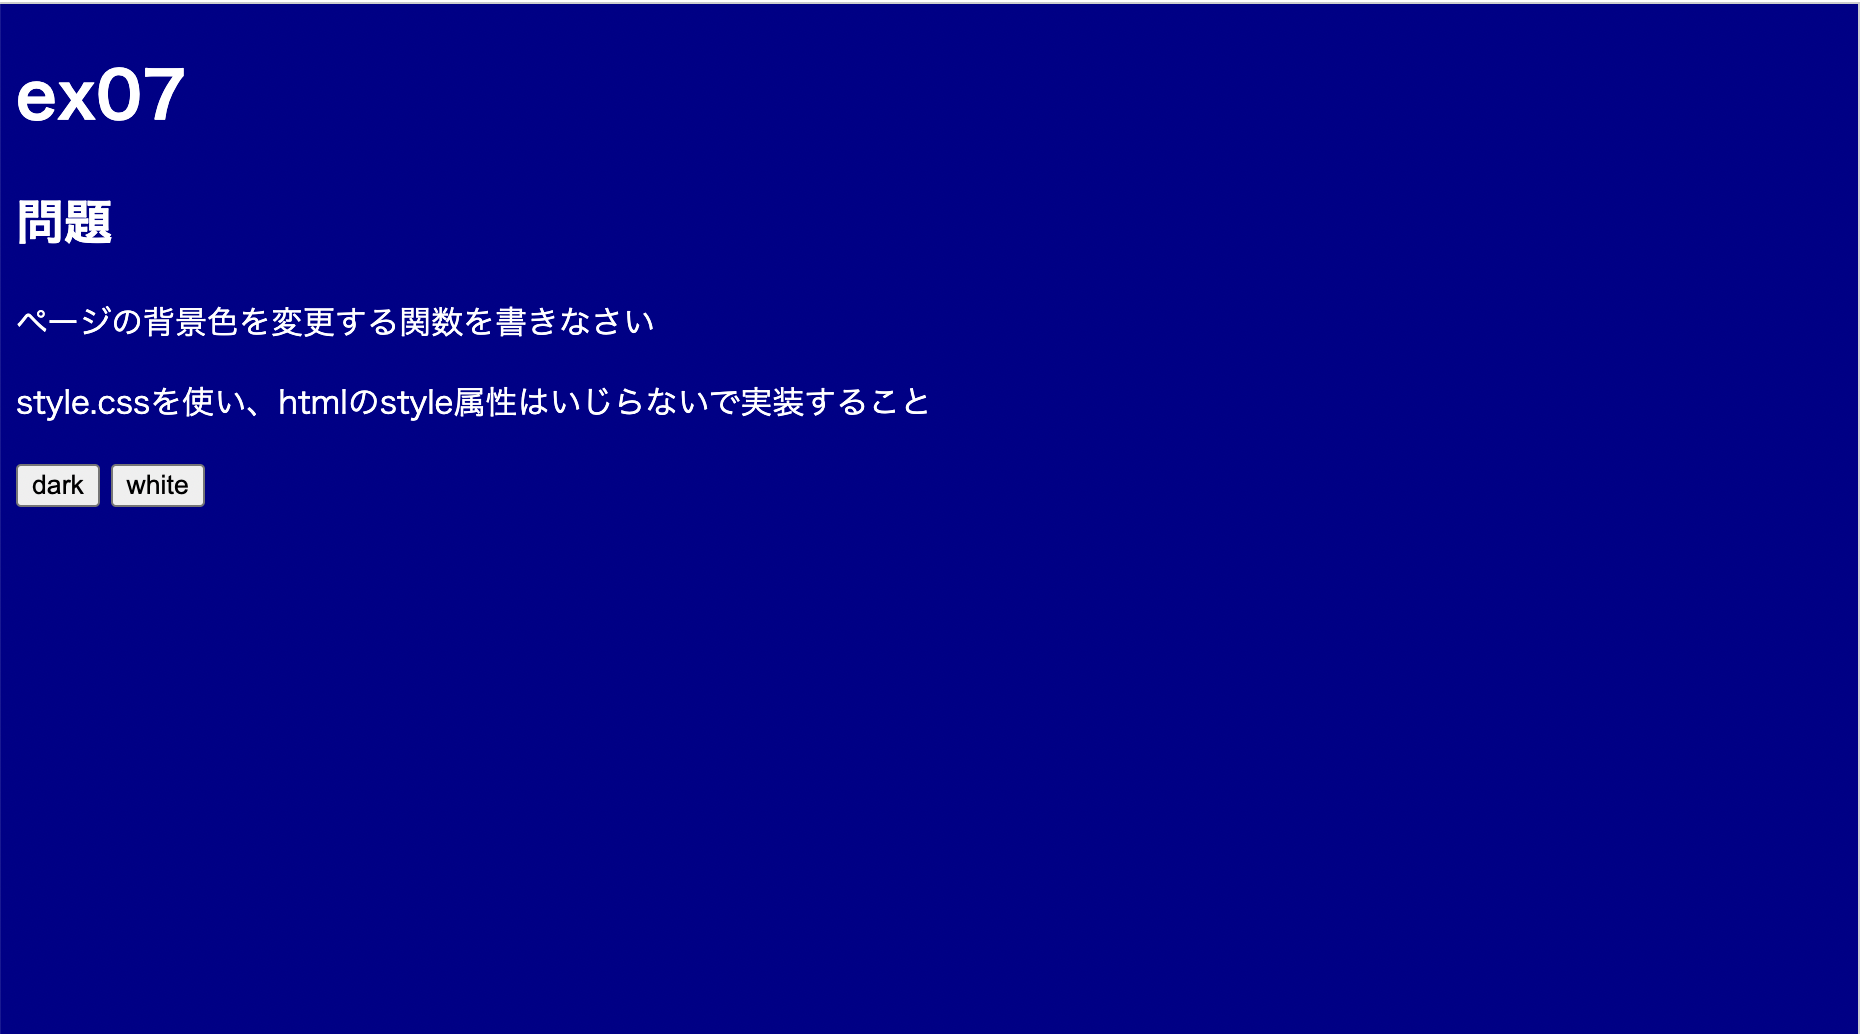 ex07
問題
ページの背景色を変更する関数を書きなさい
style.cssを使い、htmlのstyle属性はいじらないで実装すること
dark white